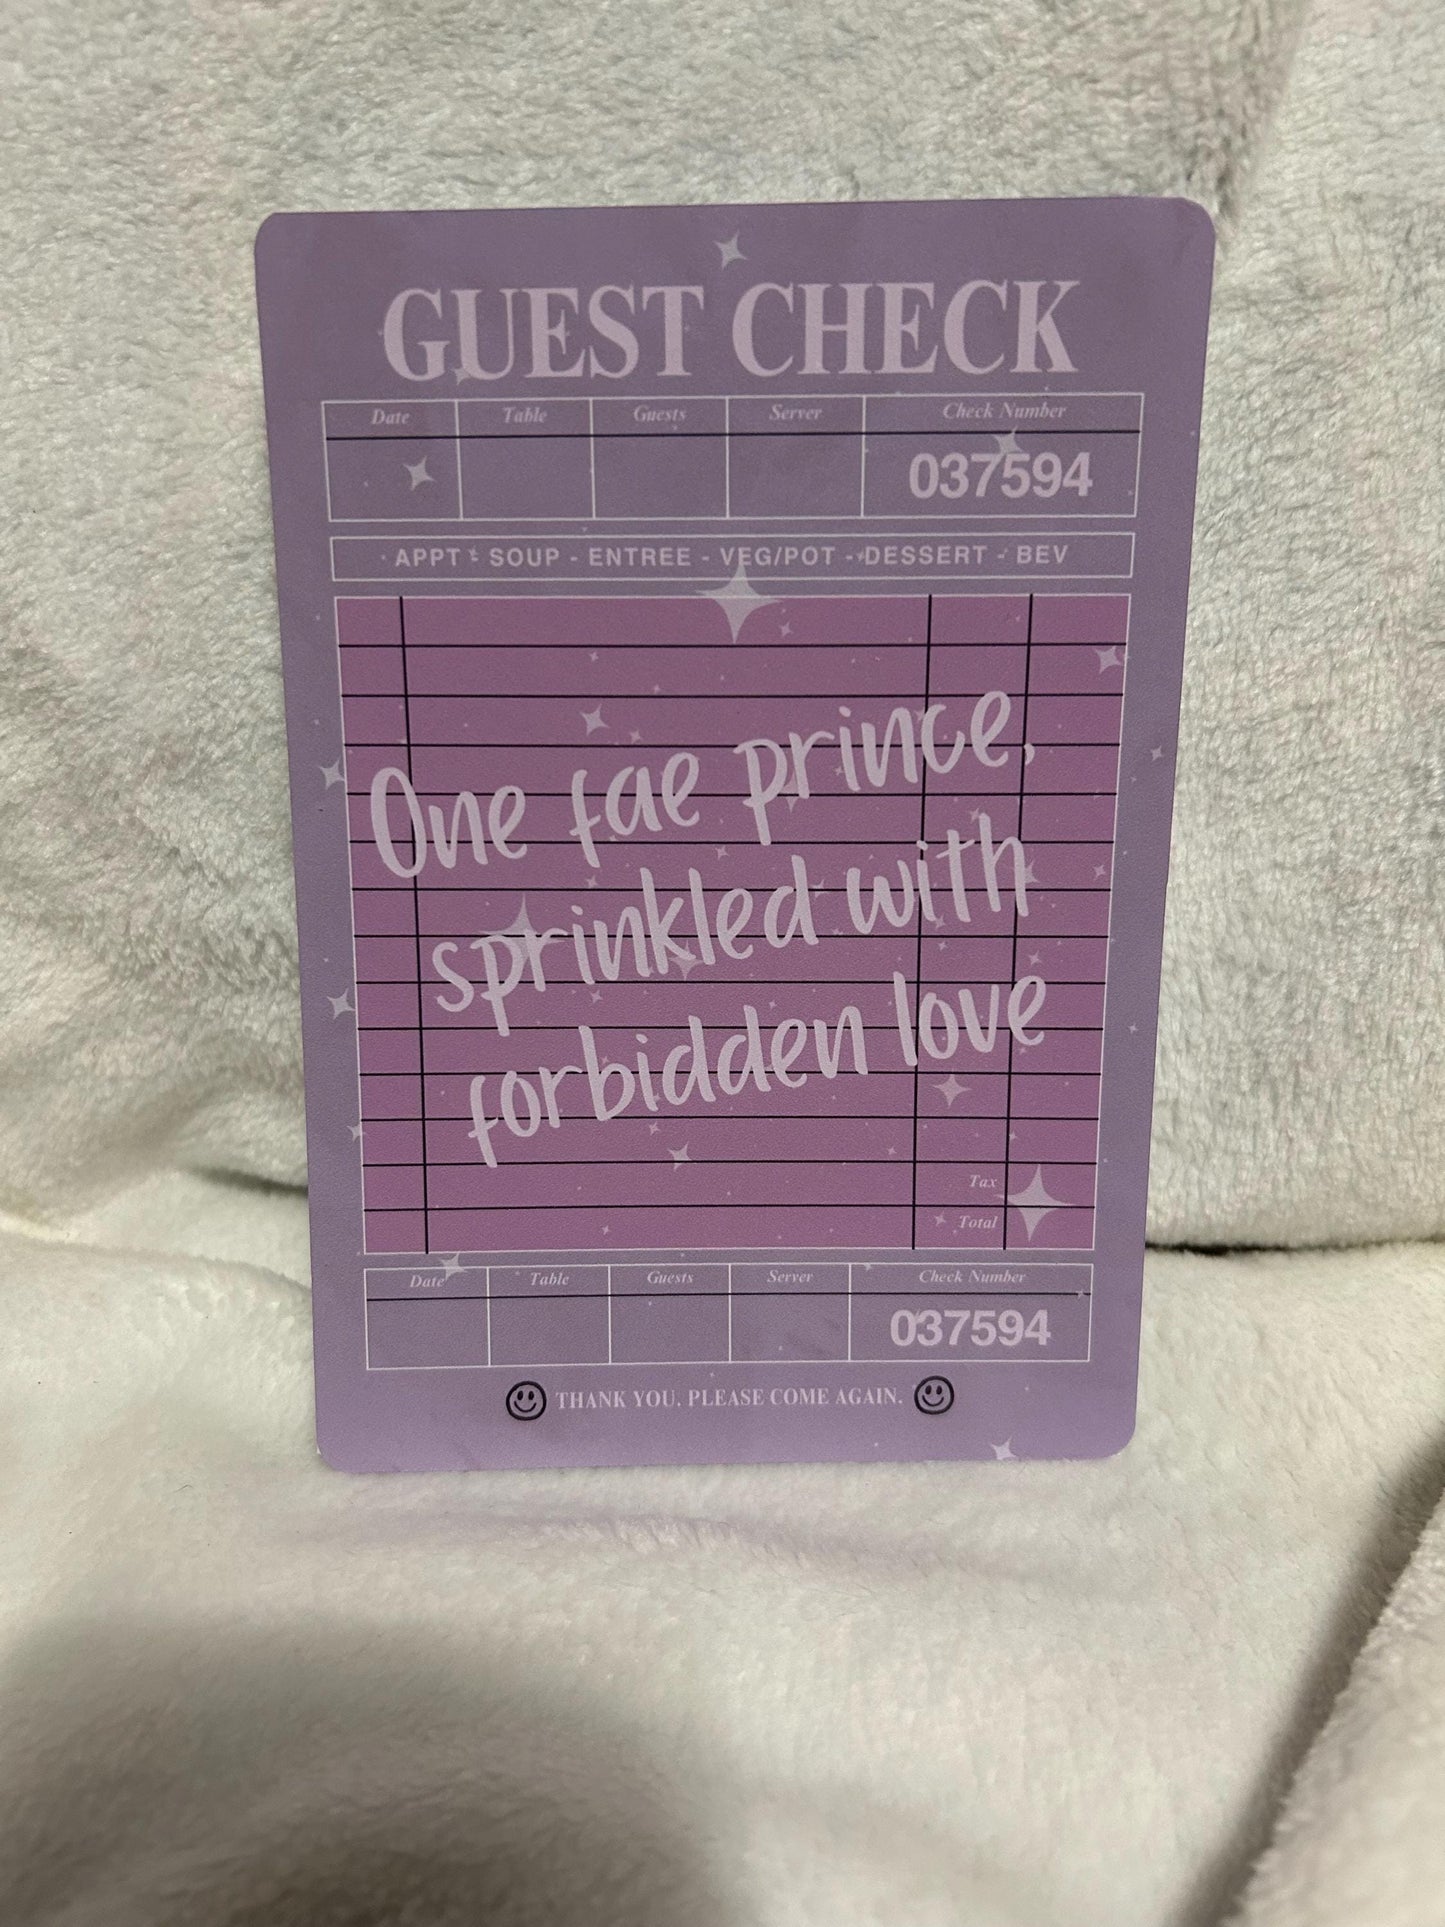 GUEST CHECK
Date Table Guests Server Check Number
037594
APPT - SOUP - ENTREE - VEG/POT - DESSERT - BEV
One fae prince,
sprinkled with
forbidden love
Tax
Total
Date Table Guests Server Check Number
037594
THANK YOU. PLEASE COME AGAIN.